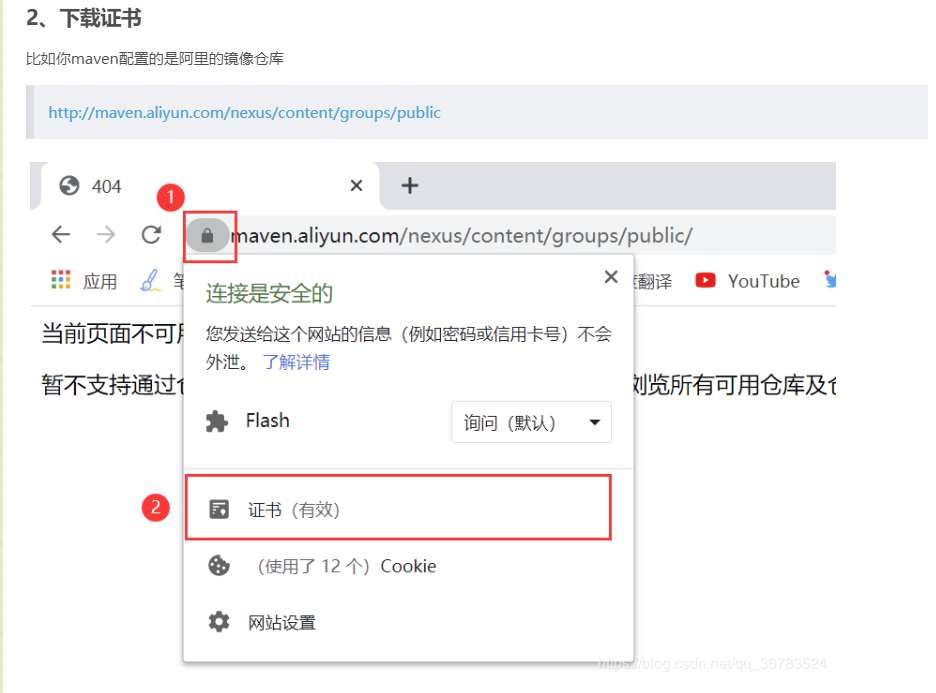 2、下载证书
比如你maven配置的是阿里的镜像仓库
http://maven.aliyun.com/nexus/content/groups/public
404
1
maven.aliyun.com/nexus/content/groups/public/
应用
翻译
YouTube
连接是安全的
当前页面不可
您发送给这个网站的信息（例如密码或信用卡号）不会
外泄。 了解详情
暂不支持通过
浏览所有可用仓库及
Flash
询问（默认）
2
证书（有效）
（使用了 12 个）Cookie
网站设置
https://blog.csdn.net/qq_36783524